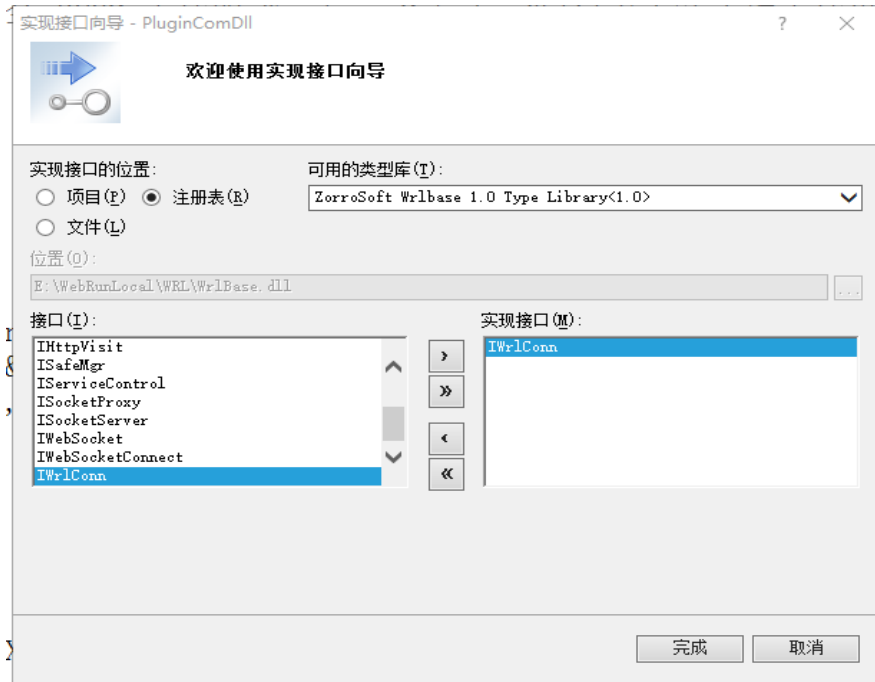 实现接口向导 - PluginComDll
?
欢迎使用实现接口向导
实现接口的位置:
可用的类型库(T):
项目(P)
注册表(R)
ZorroSoft Wrlbase 1.0 Type Library<1.0>
文件(L)
位置(O):
E:\WebRunLocal\WRL\WrlBase.dll
...
接口(I):
实现接口(M):
IHttpVisit
ISafeMgr
IServiceControl
ISocketProxy
ISocketServer
IWebSocket
IWebSocketConnect
IWrlConn
IWrlConn
完成
取消